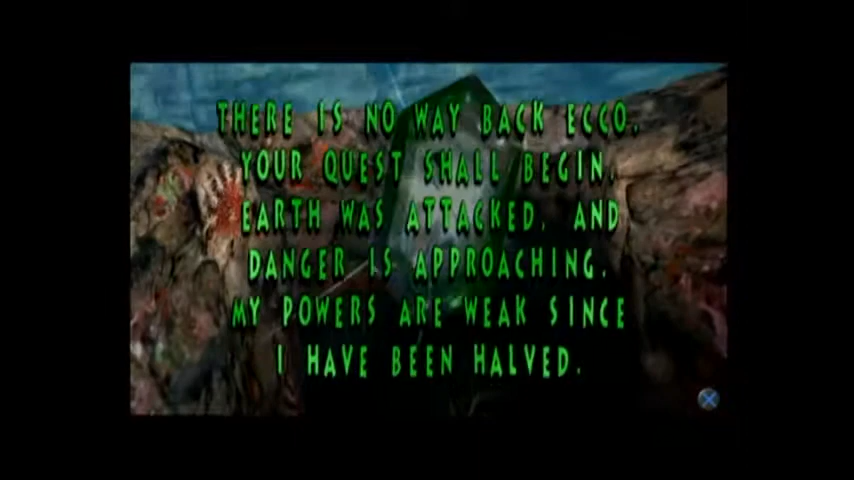 THERE IS NO WAY BACK ECCO.
YOUR QUEST SHALL BEGIN.
EARTH WAS ATTACKED, AND
DANGER IS APPROACHING.
MY POWERS ARE WEAK SINCE
I HAVE BEEN HALVED.